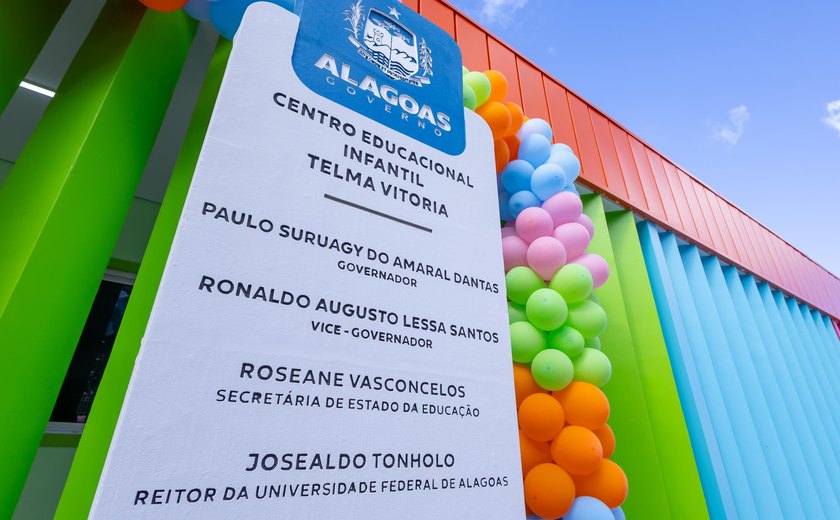 ALAGOAS
GOVERNO
CENTRO EDUCACIONAL
INFANTIL
TELMA VITORIA
PAULO SURUAGY DO AMARAL DANTAS
GOVERNADOR
RONALDO AUGUSTO LESSA SANTOS
VICE-GOVERNADOR
ROSEANE VASCONCELOS
SECRETÁRIA DE ESTADO DA EDUCAÇÃO
JOSEALDO TONHOLO
REITOR DA UNIVERSIDADE FEDERAL DE ALAGOAS